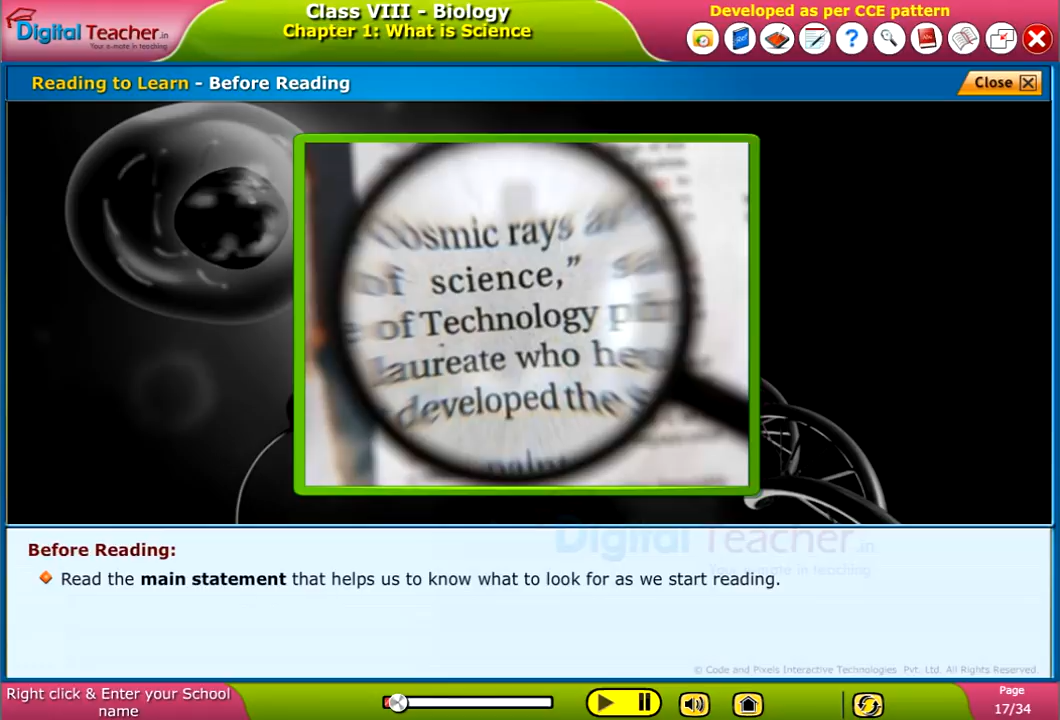 Digital Teacher.in
Your e-mate in teaching
Class VIII - Biology
Chapter 1: What is Science
Developed as per CCE pattern
Reading to Learn - Before Reading
Close
osmic rays
of science,”
of Technology
laureate who he
developed the
Before Reading:
Read the main statement that helps us to know what to look for as we start reading.
Digital Teacher.in
Your e-mate in teaching
© Code and Pixels Interactive Technologies Pvt. Ltd. All Rights Reserved.
Right click & Enter your School
name
Page
17/34